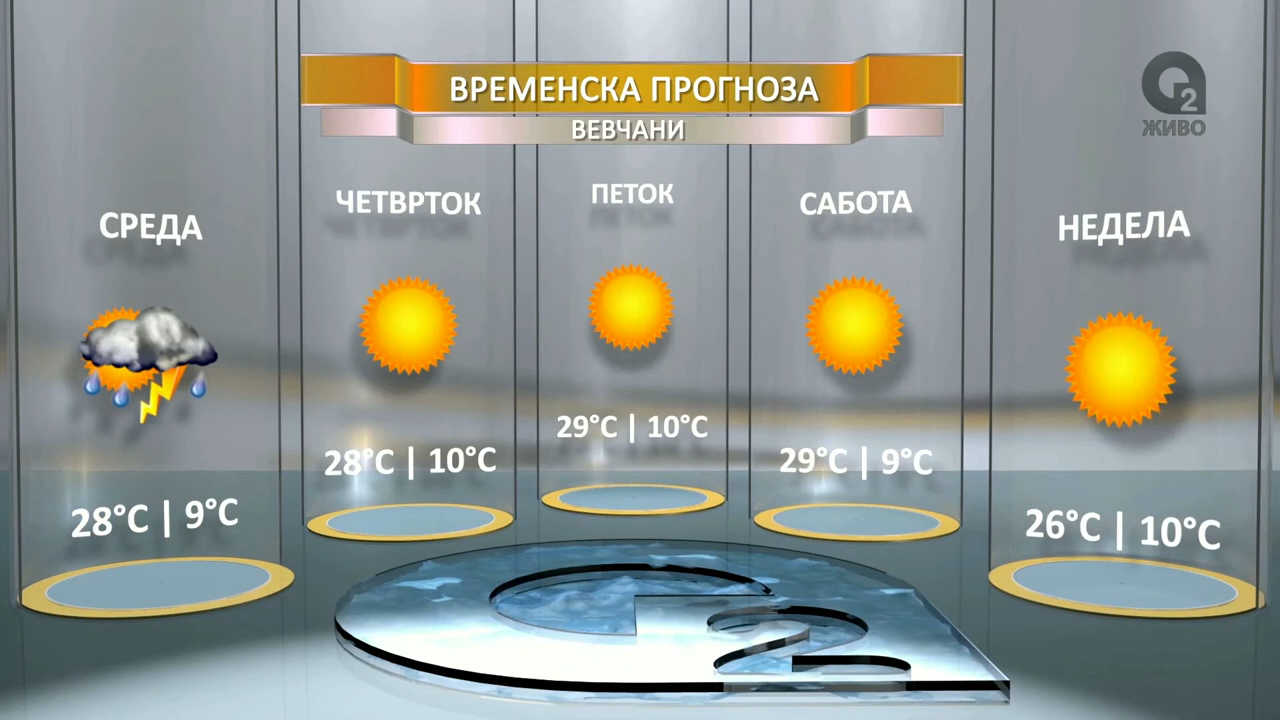 ВРЕМЕНСКА ПРОГНОЗА
ВЕВЧАНИ
2
ЖИВО
СРЕДА
28°C | 9°C
ЧЕТВРТОК
28°C | 10°C
ПЕТОК
29°C | 10°C
САБОТА
29°C | 9°C
НЕДЕЛА
26°C | 10°C
2